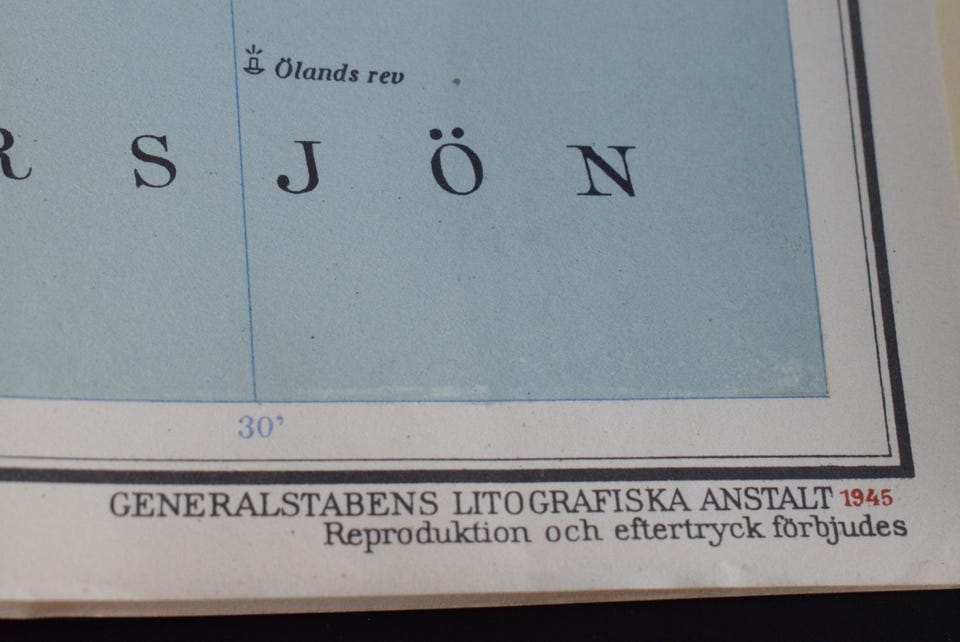 Ölands rev
R S J Ö N
30'
GENERALSTABENS LITOGRAFISKA ANSTALT 1945
Reproduktion och eftertryck förbjudes